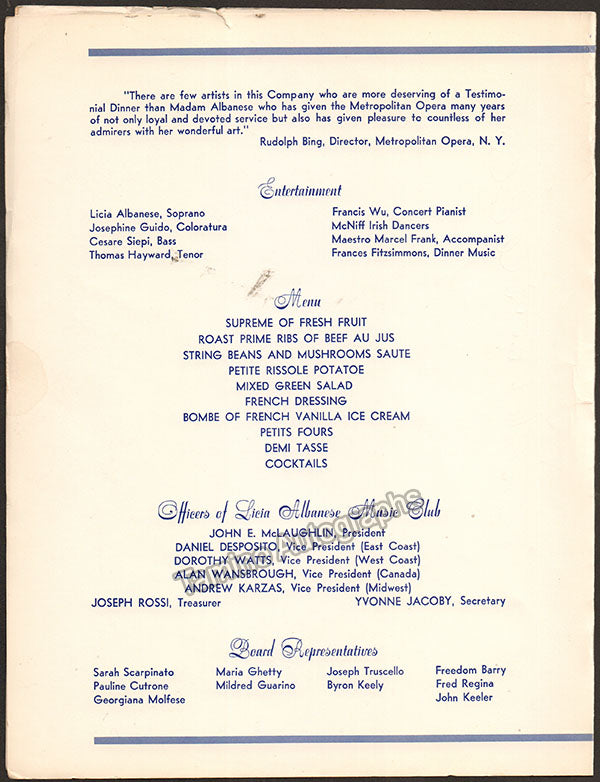 "There are few artists in this Company who are more deserving of a Testimo-
nial Dinner than Madam Albanese who has given the Metropolitan Opera many years
of not only loyal and devoted service but also has given pleasure to countless of her
admirers with her wonderful art."
Rudolph Bing, Director, Metropolitan Opera, N. Y.
Entertainment
Licia Albanese, Soprano
Josephine Guido, Coloratura
Cesare Siepi, Bass
Thomas Hayward, Tenor
Francis Wu, Concert Pianist
McNiff Irish Dancers
Maestro Marcel Frank, Accompanist
Frances Fitzsimmons, Dinner Music
Menu
SUPREME OF FRESH FRUIT
ROAST PRIME RIBS OF BEEF AU JUS
STRING BEANS AND MUSHROOMS SAUTE
PETITE RISSOLE POTATOE
MIXED GREEN SALAD
FRENCH DRESSING
BOMBE OF FRENCH VANILLA ICE CREAM
PETITS FOURS
DEMI TASSE
COCKTAILS
Officers of Licia Albanese Music Club
JOHN E. McLAUGHLIN, President
DANIEL DESPOSITO, Vice President (East Coast)
DOROTHY WATTS, Vice President (West Coast)
ALAN WANSBROUGH, Vice President (Canada)
ANDREW KARZAS, Vice President (Midwest)
JOSEPH ROSSI, Treasurer YVONNE JACOBY, Secretary
Tamino Autographs
Board Representatives
Sarah Scarpinato
Pauline Cutrone
Georgiana Molfese
Maria Ghetty
Mildred Guarino
Joseph Truscello
Byron Keely
Freedom Barry
Fred Regina
John Keeler